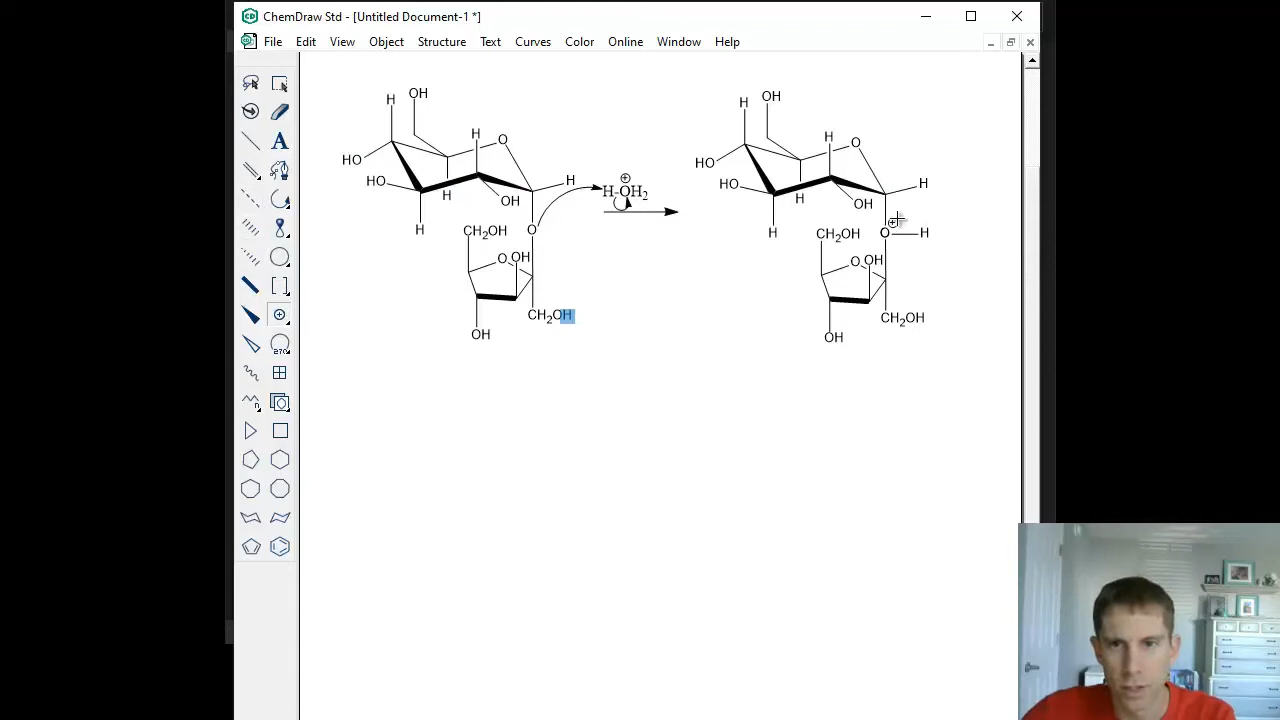 ChemDraw Std - [Untitled Document-1 *]
File Edit View Object Structure Text Curves Color Online Window Help
A
n
270
OH
H
H
O
HO
HO
H
H
OH
H
H-OH2
⊕
CH2OH
O
O
OH
CH2OH
OH
OH
H
H
O
HO
HO
H
H
OH
H
⊕
CH2OH
O
H
O
OH
CH2OH
OH